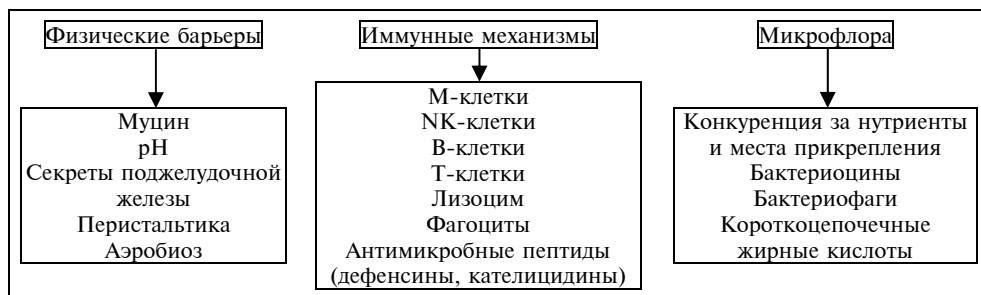 Физические барьеры
Муцин
pH
Секреты поджелудочной
железы
Перистальтика
Аэробиоз
Иммунные механизмы
М-клетки
NK-клетки
В-клетки
Т-клетки
Лизоцим
Фагоциты
Антимикробные пептиды
(дефенсины, кателицидины)
Микрофлора
Конкуренция за нутриенты
и места прикрепления
Бактериоцины
Бактериофаги
Короткоцепочечные
жирные кислоты